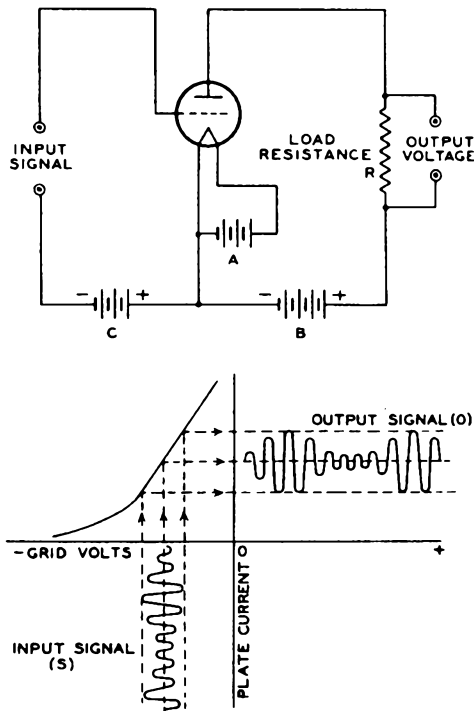 INPUT
SIGNAL
LOAD
RESISTANCE
R
OUTPUT
VOLTAGE
A
- +
C
- +
B
OUTPUT SIGNAL (O)
-GRID VOLTS
O
+
PLATE CURRENT
INPUT SIGNAL
(S)